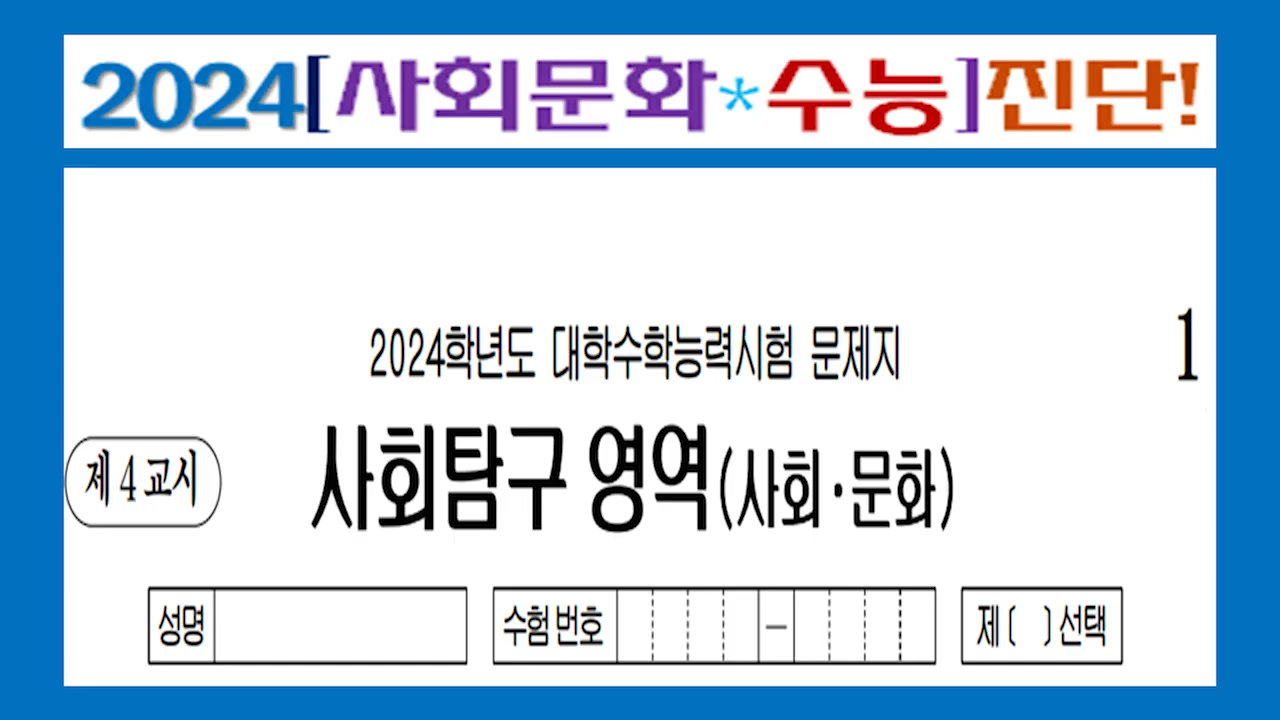 2024[사회문화*수능]진단!
2024학년도 대학수학능력시험 문제지
1
제 4 교시
사회탐구 영역(사회·문화)
성명
수험 번호
–
제 ( ) 선택